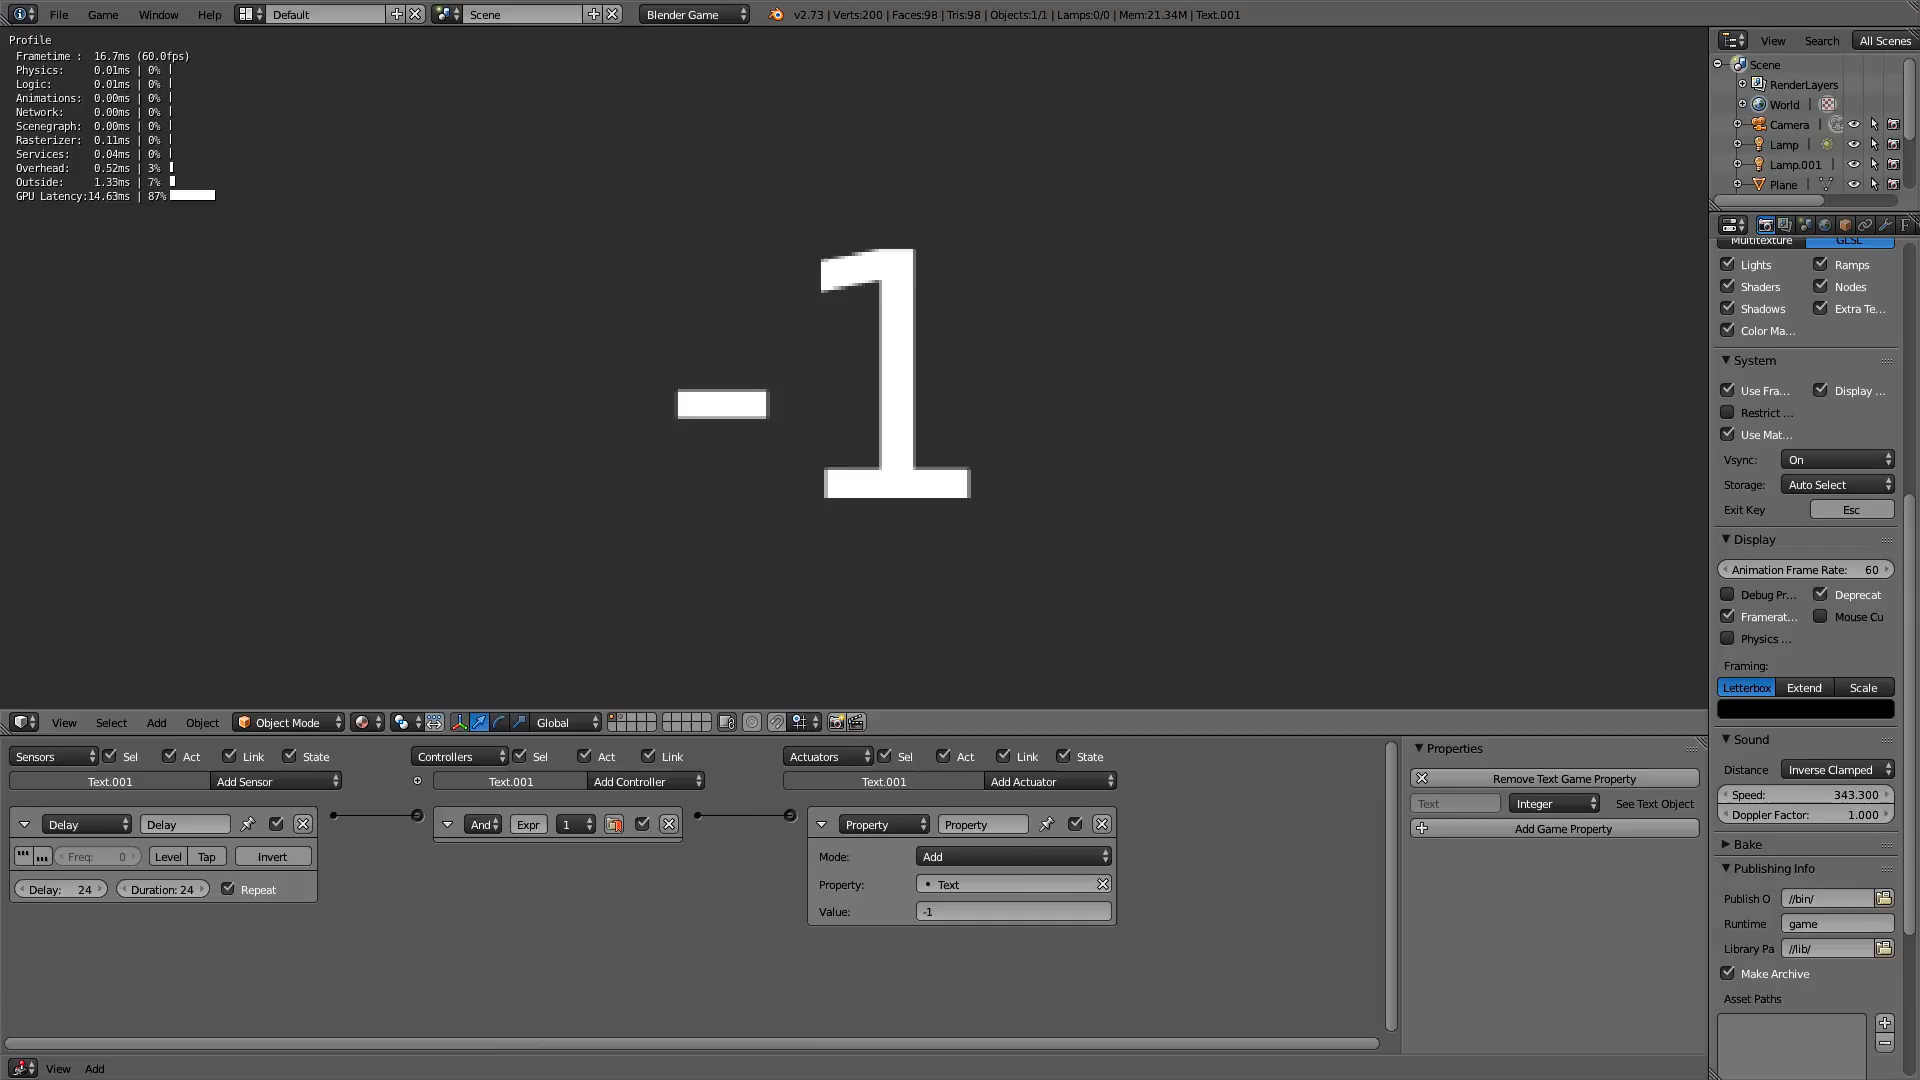 File Game Window Help Default Scene Blender Game v2.73 | Verts:200 | Faces:98 | Tris:98 | Objects:1/1 | Lamps:0/0 | Mem:21.34M | Text.001
Profile
Frametime : 16.7ms (60.0fps)
Physics: 0.01ms | 0%
Logic: 0.01ms | 0%
Animations: 0.00ms | 0%
Network: 0.00ms | 0%
Scenegraph: 0.00ms | 0%
Rasterizer: 0.11ms | 0%
Services: 0.04ms | 0%
Overhead: 0.52ms | 3%
Outside: 1.33ms | 7%
GPU Latency:14.63ms | 87%
-1
View Search All Scenes
Scene
RenderLayers
World
Camera
Lamp
Lamp.001
Plane
F
Multitexture GLSL
Lights Ramps
Shaders Nodes
Shadows Extra Te...
Color Ma...
System
Use Fra... Display ...
Restrict ...
Use Mat...
Vsync: On
Storage: Auto Select
Exit Key Esc
Display
Animation Frame Rate: 60
Debug Pr... Deprecat
Framerat... Mouse Cu
Physics ...
Framing:
Letterbox Extend Scale
Sound
Distance Inverse Clamped
Speed: 343.300
Doppler Factor: 1.000
Bake
Publishing Info
Publish O //bin/
Runtime game
Library Pa //lib/
Make Archive
Asset Paths
View Select Add Object Object Mode Global
Sensors Sel Act Link State Controllers Sel Act Link Actuators Sel Act Link State
Text.001 Add Sensor Text.001 Add Controller Text.001 Add Actuator
Delay Delay And Expr 1 Property Property
Freq: 0 Level Tap Invert Mode: Add
Delay: 24 Duration: 24 Repeat Property: Text
Value: -1
Properties
Remove Text Game Property
Text Integer See Text Object
Add Game Property
View Add